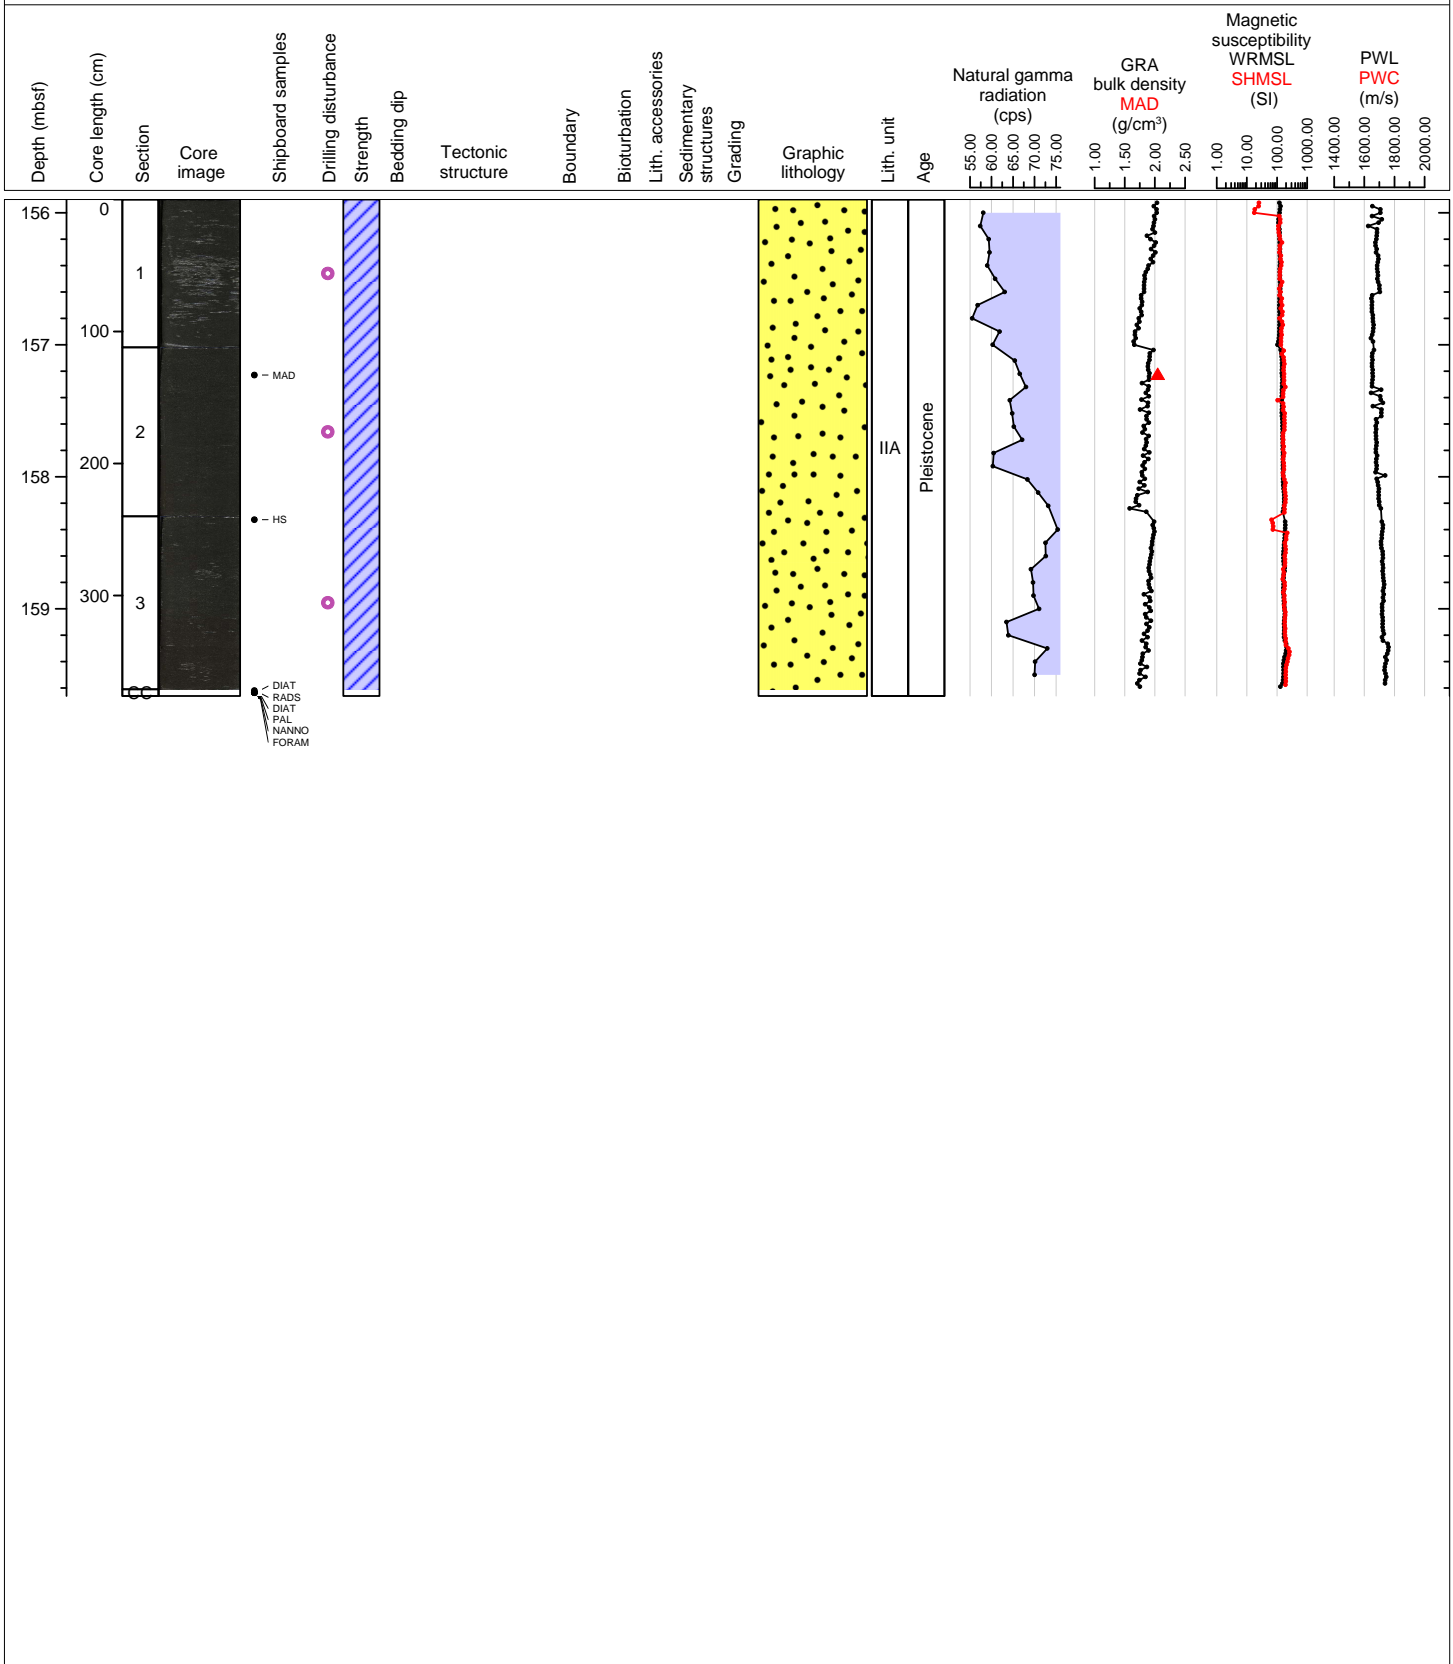 Depth (mbsf)
Core length (cm)
Section
Core
image
Shipboard samples
Drilling disturbance
Strength
Bedding dip
Tectonic
structure
Boundary
Bioturbation
Lith. accessories
Sedimentary
structures
Grading
Graphic
lithology
Lith. unit
Age
Natural gamma
radiation
(cps)
55.00
60.00
65.00
70.00
75.00
GRA
bulk density
MAD
(g/cm³)
1.00
1.50
2.00
2.50
Magnetic
susceptibility
WRMSL
SHMSL
(SI)
1.00
10.00
100.00
1000.00
PWL
PWC
(m/s)
1400.00
1600.00
1800.00
2000.00
156
157
158
159
0
100
200
300
1
2
3
CC
MAD
HS
DIAT
RADS
DIAT
PAL
NANNO
FORAM
IIA
Pleistocene